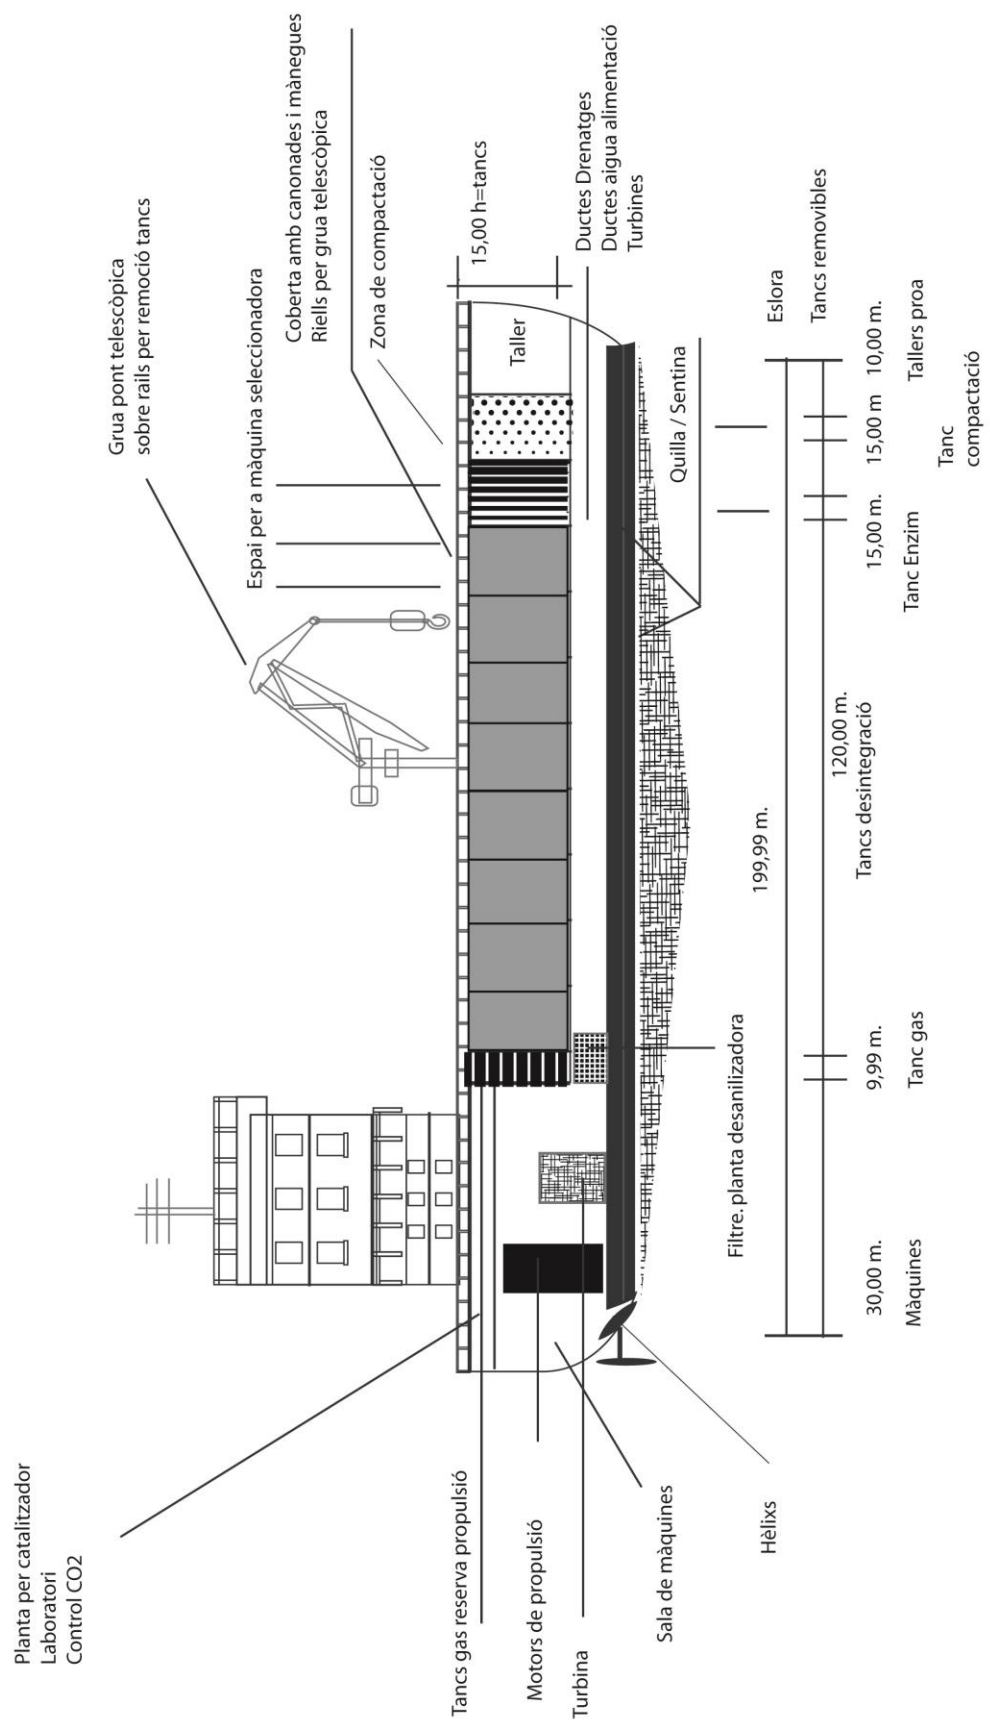 Planta per catalitzador
Laboratori
Control CO2
Grua pont telescòpica
sobre rails per remoció tancs
Espai per a màquina seleccionadora
Coberta amb canonades i mànegues
Riells per grua telescòpica
Zona de compactació
15,00 h=tancs
Taller
Ductes Drenatges
Ductes aigua alimentació
Turbines
Tancs gas reserva propulsió
Motors de propulsió
Turbina
Sala de màquines
Hèlixs
Filtre. planta desanilizadora
Quilla / Sentina
Eslora
199,99 m.
Tancs removibles
30,00 m.
Màquines
9,99 m.
Tanc gas
120,00 m.
Tancs desintegració
15,00 m.
Tanc Enzim
15,00 m
Tanc
compactació
10,00 m.
Tallers proa